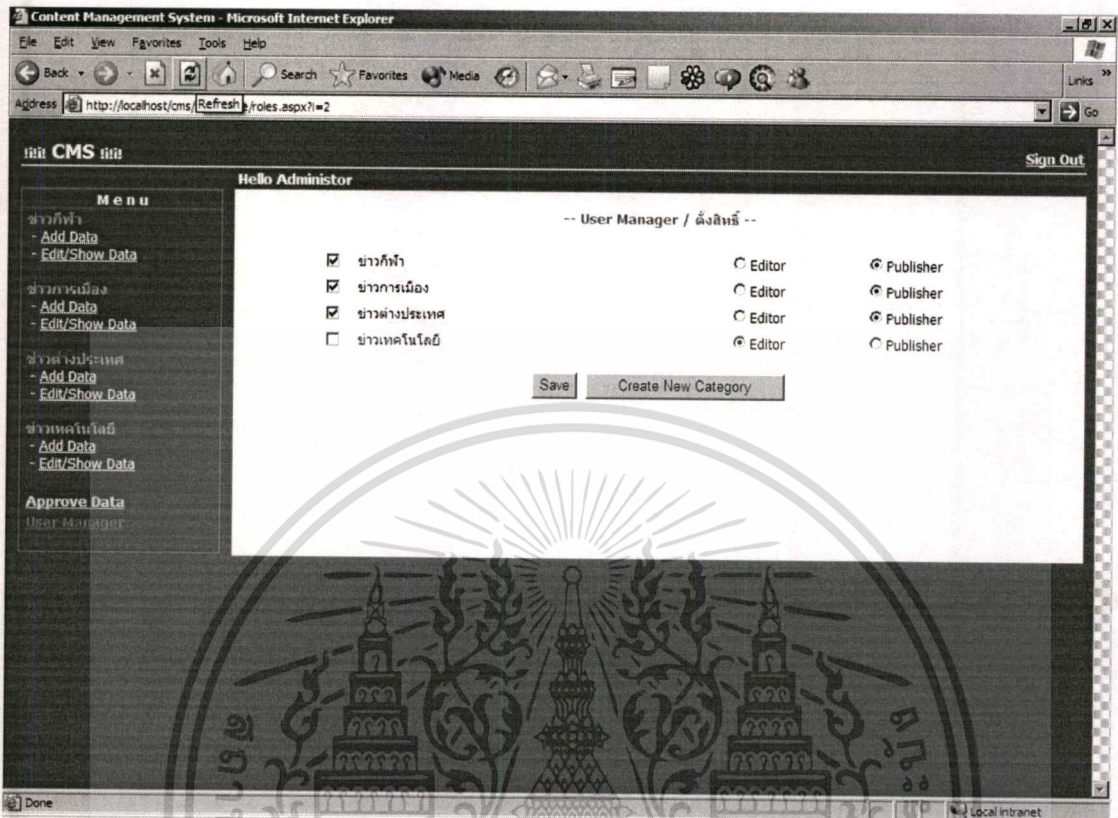 Content Management System - Microsoft Internet Explorer
File Edit View Favorites Tools Help
Back Search Favorites Media Links
Address http://localhost/cms/ Refresh e/roles.aspx?i=2 Go
CMS
Sign Out
Hello Administor
Menu
ข่าวกีฬา
- Add Data
- Edit/Show Data
ข่าวการเมือง
- Add Data
- Edit/Show Data
ข่าวต่างประเทศ
- Add Data
- Edit/Show Data
ข่าวเทคโนโลยี
- Add Data
- Edit/Show Data
Approve Data
User Manager
-- User Manager / ตั้งสิทธิ์ --
ข่าวกีฬา Editor Publisher
ข่าวการเมือง Editor Publisher
ข่าวต่างประเทศ Editor Publisher
ข่าวเทคโนโลยี Editor Publisher
Save Create New Category
Done
Local intranet